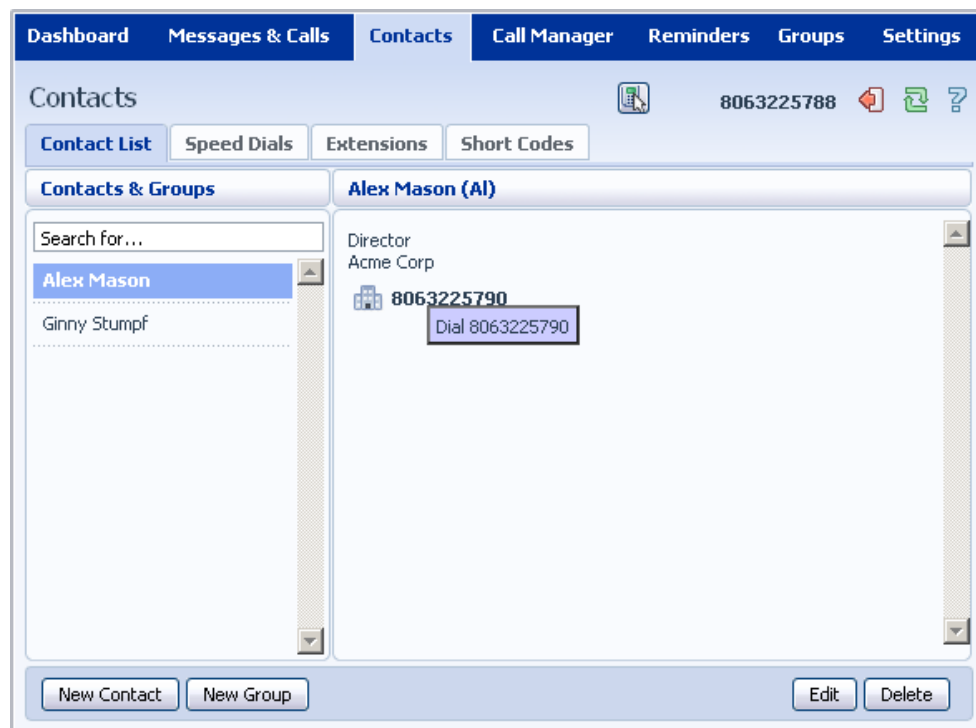 Dashboard Messages & Calls Contacts Call Manager Reminders Groups Settings
Contacts 8063225788
Contact List Speed Dials Extensions Short Codes
Contacts & Groups Alex Mason (Al)
Search for...
Alex Mason
Ginny Stumpf
Director
Acme Corp
8063225790
Dial 8063225790
New Contact New Group Edit Delete